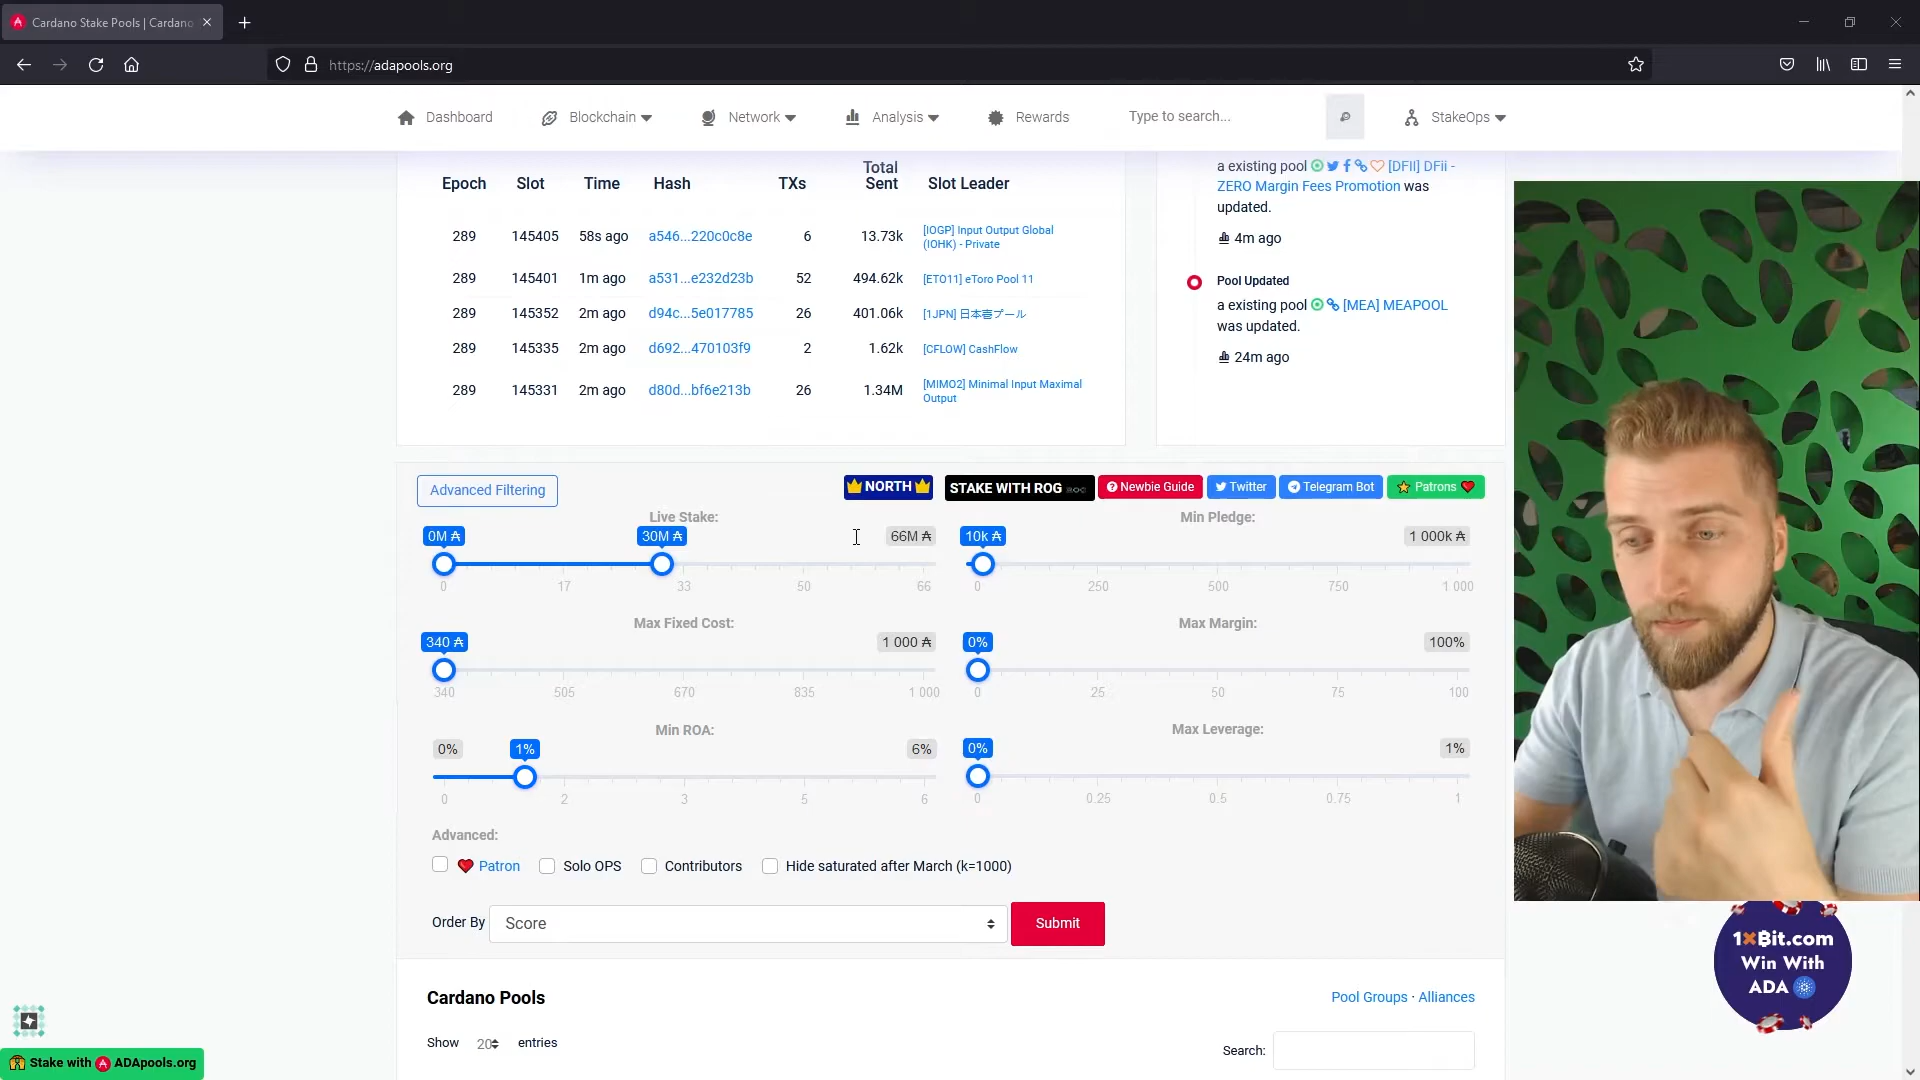 Cardano Stake Pools | Cardano
https://adapools.org
Dashboard
Blockchain
Network
Analysis
Rewards
Type to search...
StakeOps
Epoch Slot Time Hash TXs Total Sent Slot Leader
289 145405 58s ago a546...220c0c8e 6 13.73k [IOGP] Input Output Global
(IOHK) - Private
289 145401 1m ago a531...e232d23b 52 494.62k [ETO11] eToro Pool 11
289 145352 2m ago d94c...5e017785 26 401.06k [1JPN] 日本壱プール
289 145335 2m ago d692...470103f9 2 1.62k [CFLOW] CashFlow
289 145331 2m ago d80d...bf6e213b 26 1.34M [MIMO2] Minimal Input Maximal
Output
a existing pool [DFII] DFii -
ZERO Margin Fees Promotion was
updated.
4m ago
Pool Updated
a existing pool [MEA] MEAPOOL
was updated.
24m ago
Advanced Filtering
NORTH
STAKE WITH ROG
Newbie Guide
Twitter
Telegram Bot
Patrons
Live Stake:
0M ₳ 30M ₳ 66M ₳
0 17 33 50 66
Min Pledge:
10k ₳ 1 000k ₳
0 250 500 750 1 000
Max Fixed Cost:
340 ₳ 1 000 ₳
340 505 670 835 1 000
Max Margin:
0% 100%
0 25 50 75 100
Min ROA:
0% 1% 6%
0 2 3 5 6
Max Leverage:
0% 1%
0 0.25 0.5 0.75 1
Advanced:
Patron Solo OPS Contributors Hide saturated after March (k=1000)
Order By Score Submit
Cardano Pools
Pool Groups · Alliances
Show 20 entries
Search:
Stake with ADApools.org
1xBit.com
Win With
ADA